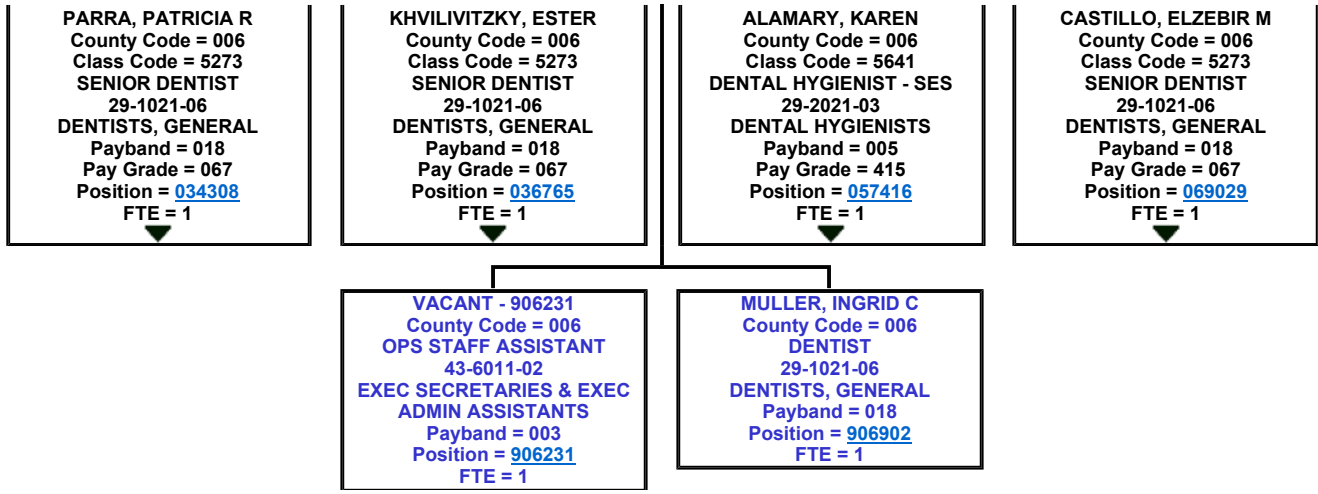 PARRA, PATRICIA R
County Code = 006
Class Code = 5273
SENIOR DENTIST
29-1021-06
DENTISTS, GENERAL
Payband = 018
Pay Grade = 067
Position = 034308
FTE = 1
KHVILIVITZKY, ESTER
County Code = 006
Class Code = 5273
SENIOR DENTIST
29-1021-06
DENTISTS, GENERAL
Payband = 018
Pay Grade = 067
Position = 036765
FTE = 1
ALAMARY, KAREN
County Code = 006
Class Code = 5641
DENTAL HYGIENIST - SES
29-2021-03
DENTAL HYGIENISTS
Payband = 005
Pay Grade = 415
Position = 057416
FTE = 1
CASTILLO, ELZEBIR M
County Code = 006
Class Code = 5273
SENIOR DENTIST
29-1021-06
DENTISTS, GENERAL
Payband = 018
Pay Grade = 067
Position = 069029
FTE = 1
VACANT - 906231
County Code = 006
OPS STAFF ASSISTANT
43-6011-02
EXEC SECRETARIES & EXEC
ADMIN ASSISTANTS
Payband = 003
Position = 906231
FTE = 1
MULLER, INGRID C
County Code = 006
DENTIST
29-1021-06
DENTISTS, GENERAL
Payband = 018
Position = 906902
FTE = 1